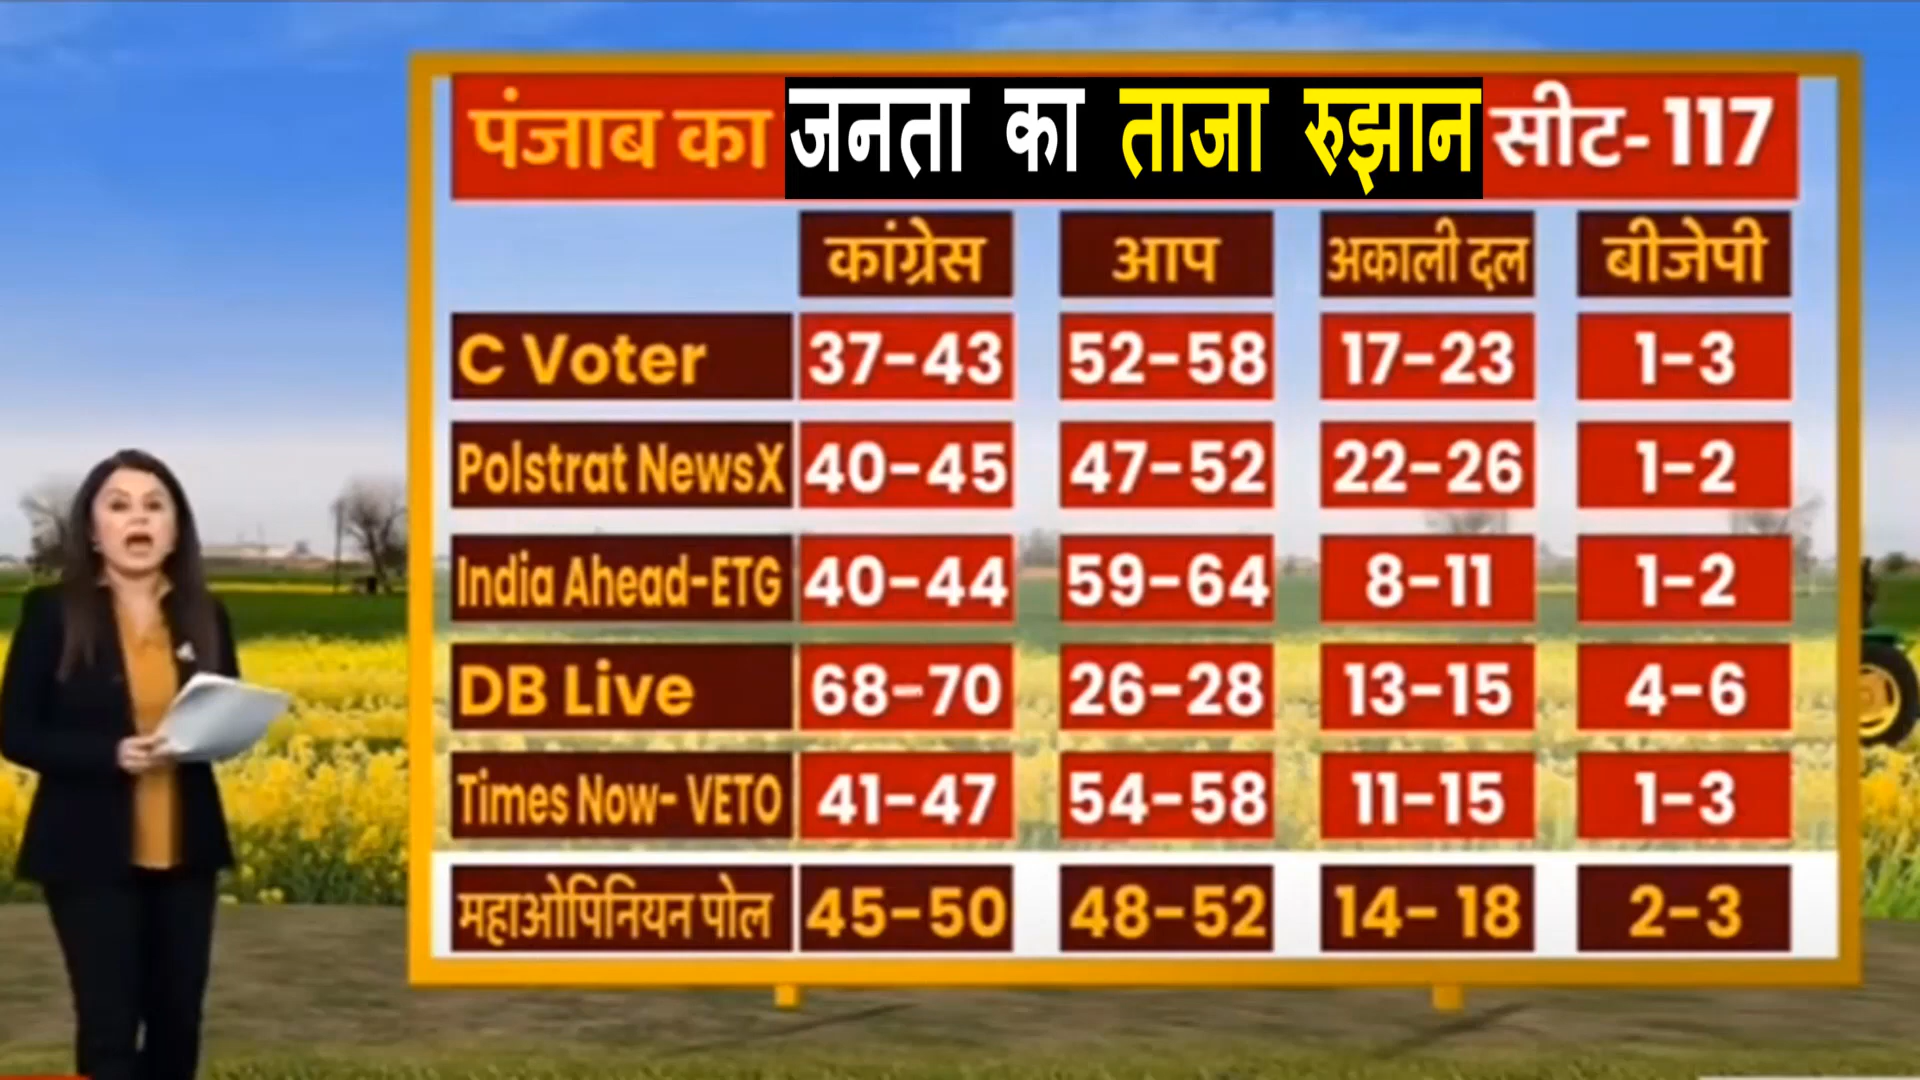 पंजाब का जनता का ताजा रुझान सीट- 117
कांग्रेस आप अकाली दल बीजेपी
C Voter 37-43 52-58 17-23 1-3
Polstrat NewsX 40-45 47-52 22-26 1-2
India Ahead-ETG 40-44 59-64 8-11 1-2
DB Live 68-70 26-28 13-15 4-6
Times Now- VETO 41-47 54-58 11-15 1-3
महाओपिनियन पोल 45-50 48-52 14- 18 2-3